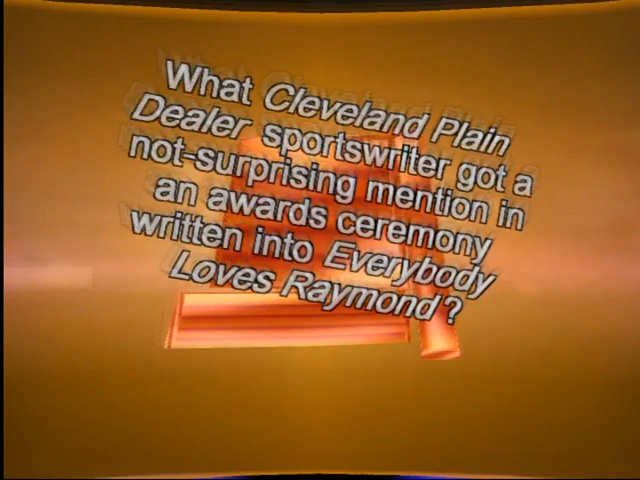 What Cleveland Plain
Dealer sportswriter got a
not-surprising mention in
an awards ceremony
written into Everybody
Loves Raymond?